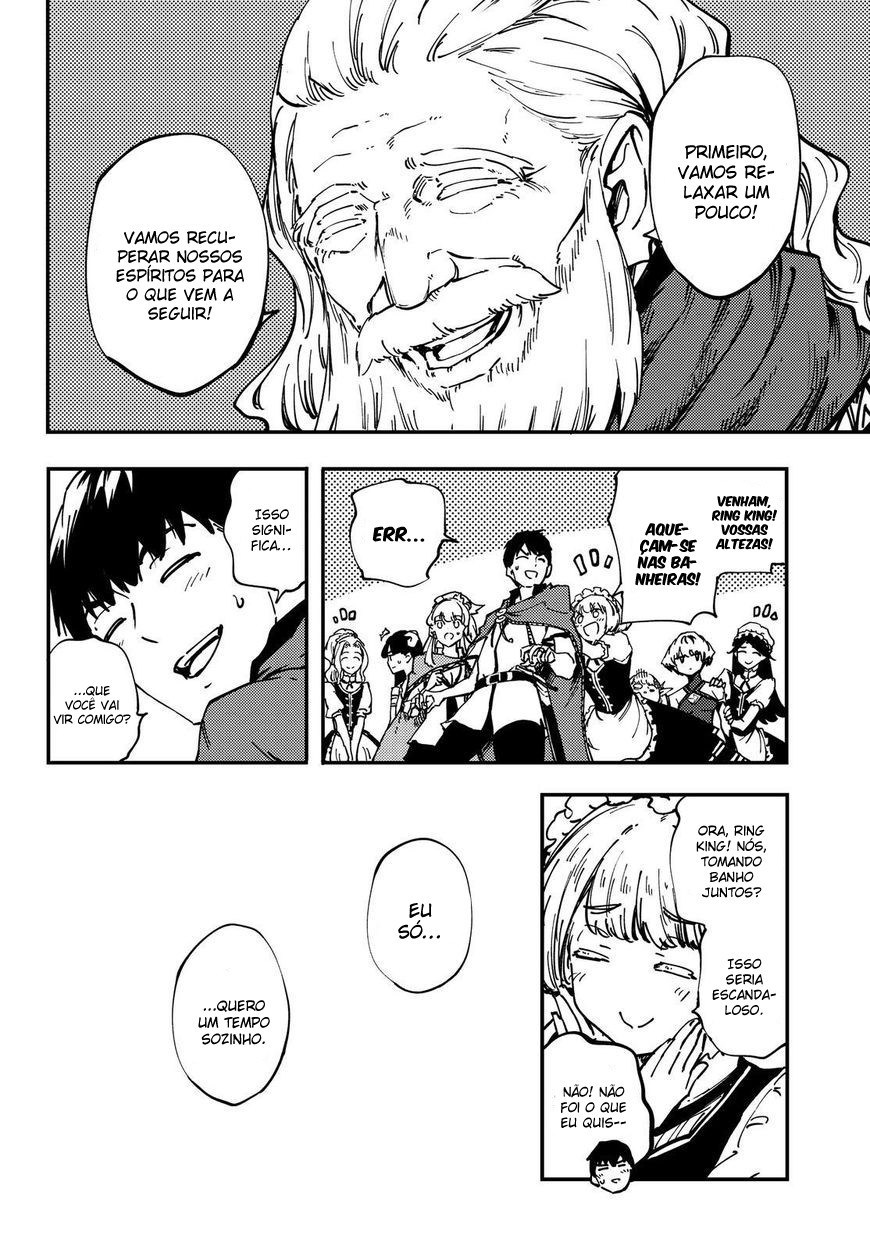 PRIMEIRO,
VAMOS RE-
LAXAR UM
POUCO!
VAMOS RECU-
PERAR NOSSOS
ESPÍRITOS PARA
O QUE VEM A
SEGUIR!
VENHAM,
RING KING!
VOSSAS
ALTEZAS!
AQUE-
ÇAM-SE
NAS BA-
NHEIRAS!
ERR...
ISSO
SIGNI-
FICA...
...QUE
VOCÊ VAI
VIR COMIGO?
ORA, RING
KING! NÓS,
TOMANDO
BANHO
JUNTOS?
ISSO
SERIA
ESCANDA-
LOSO.
NÃO! NÃO
FOI O QUE
EU QUIS--
EU
SÓ...
...QUERO
UM TEMPO
SOZINHO.